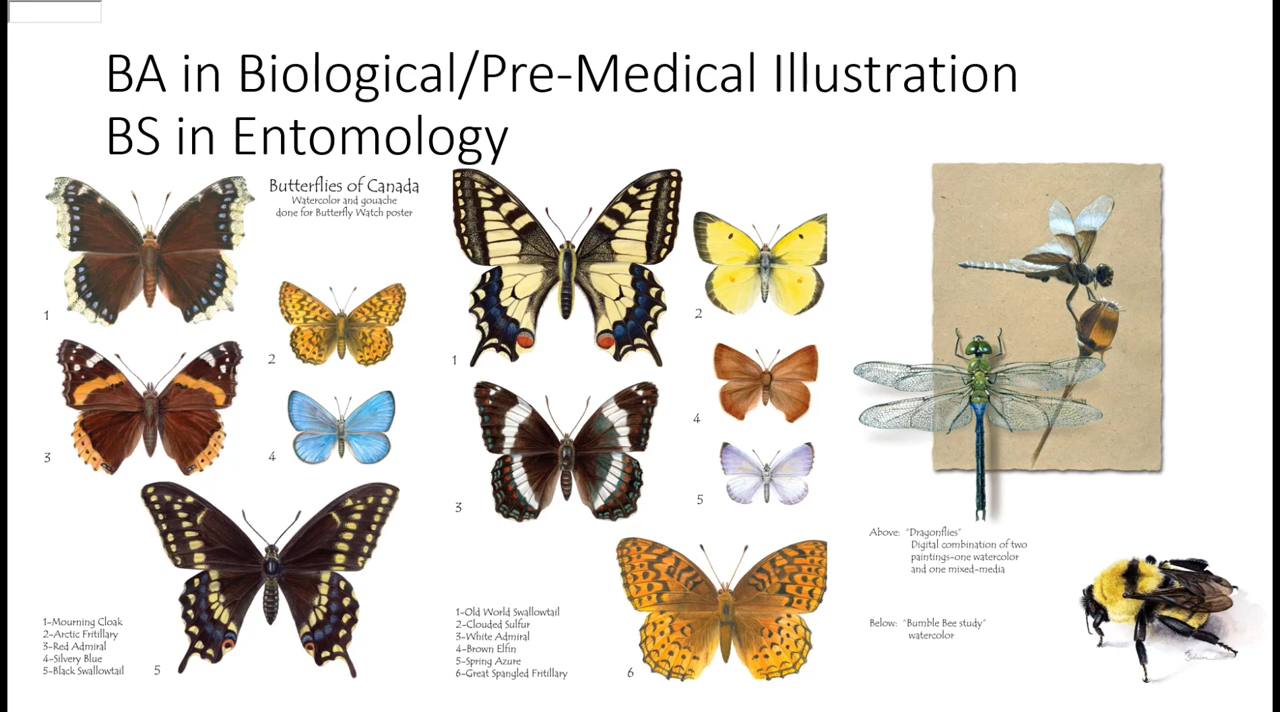 BA in Biological/Pre-Medical Illustration
BS in Entomology
Butterflies of Canada
Watercolor and gouache
done for Butterfly Watch poster
1
2
3
4
5
1-Mourning Cloak
2-Arctic Fritillary
3-Red Admiral
4-Silvery Blue
5-Black Swallowtail
1
2
3
4
5
6
1-Old World Swallowtail
2-Clouded Sulfur
3-White Admiral
4-Brown Elfin
5-Spring Azure
6-Great Spangled Fritillary
Above: "Dragonflies"
Digital combination of two
paintings-one watercolor
and one mixed-media
Below: "Bumble Bee study"
watercolor